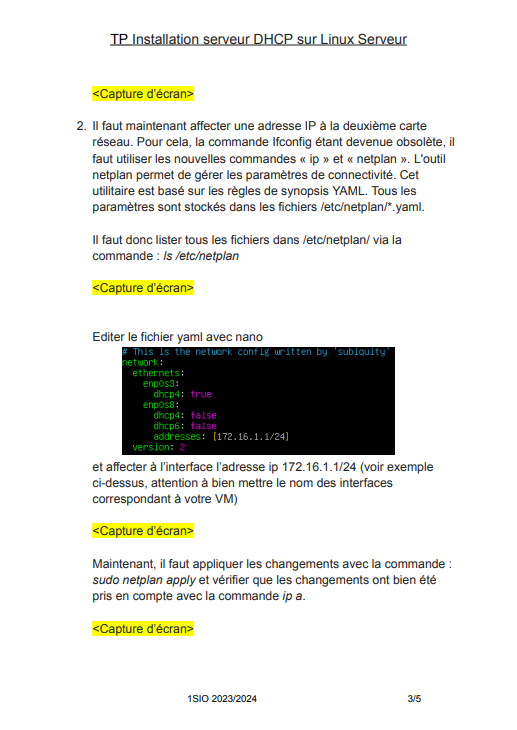 TP Installation serveur DHCP sur Linux Serveur
<Capture d'écran>
2. Il faut maintenant affecter une adresse IP à la deuxième carte
réseau. Pour cela, la commande Ifconfig étant devenue obsolète, il
faut utiliser les nouvelles commandes « ip » et « netplan ». L'outil
netplan permet de gérer les paramètres de connectivité. Cet
utilitaire est basé sur les règles de synopsis YAML. Tous les
paramètres sont stockés dans les fichiers /etc/netplan/*.yaml.
Il faut donc lister tous les fichiers dans /etc/netplan/ via la
commande : ls /etc/netplan
<Capture d'écran>
Editer le fichier yaml avec nano
# This is the network config written by 'subiquity'
network:
  ethernets:
    enp0s3:
      dhcp4: true
    enp0s8:
      dhcp4: false
      dhcp6: false
      addresses: [172.16.1.1/24]
  version: 2
et affecter à l'interface l'adresse ip 172.16.1.1/24 (voir exemple
ci-dessus, attention à bien mettre le nom des interfaces
correspondant à votre VM)
<Capture d'écran>
Maintenant, il faut appliquer les changements avec la commande :
sudo netplan apply et vérifier que les changements ont bien été
pris en compte avec la commande ip a.
<Capture d'écran>
1SIO 2023/2024 3/5